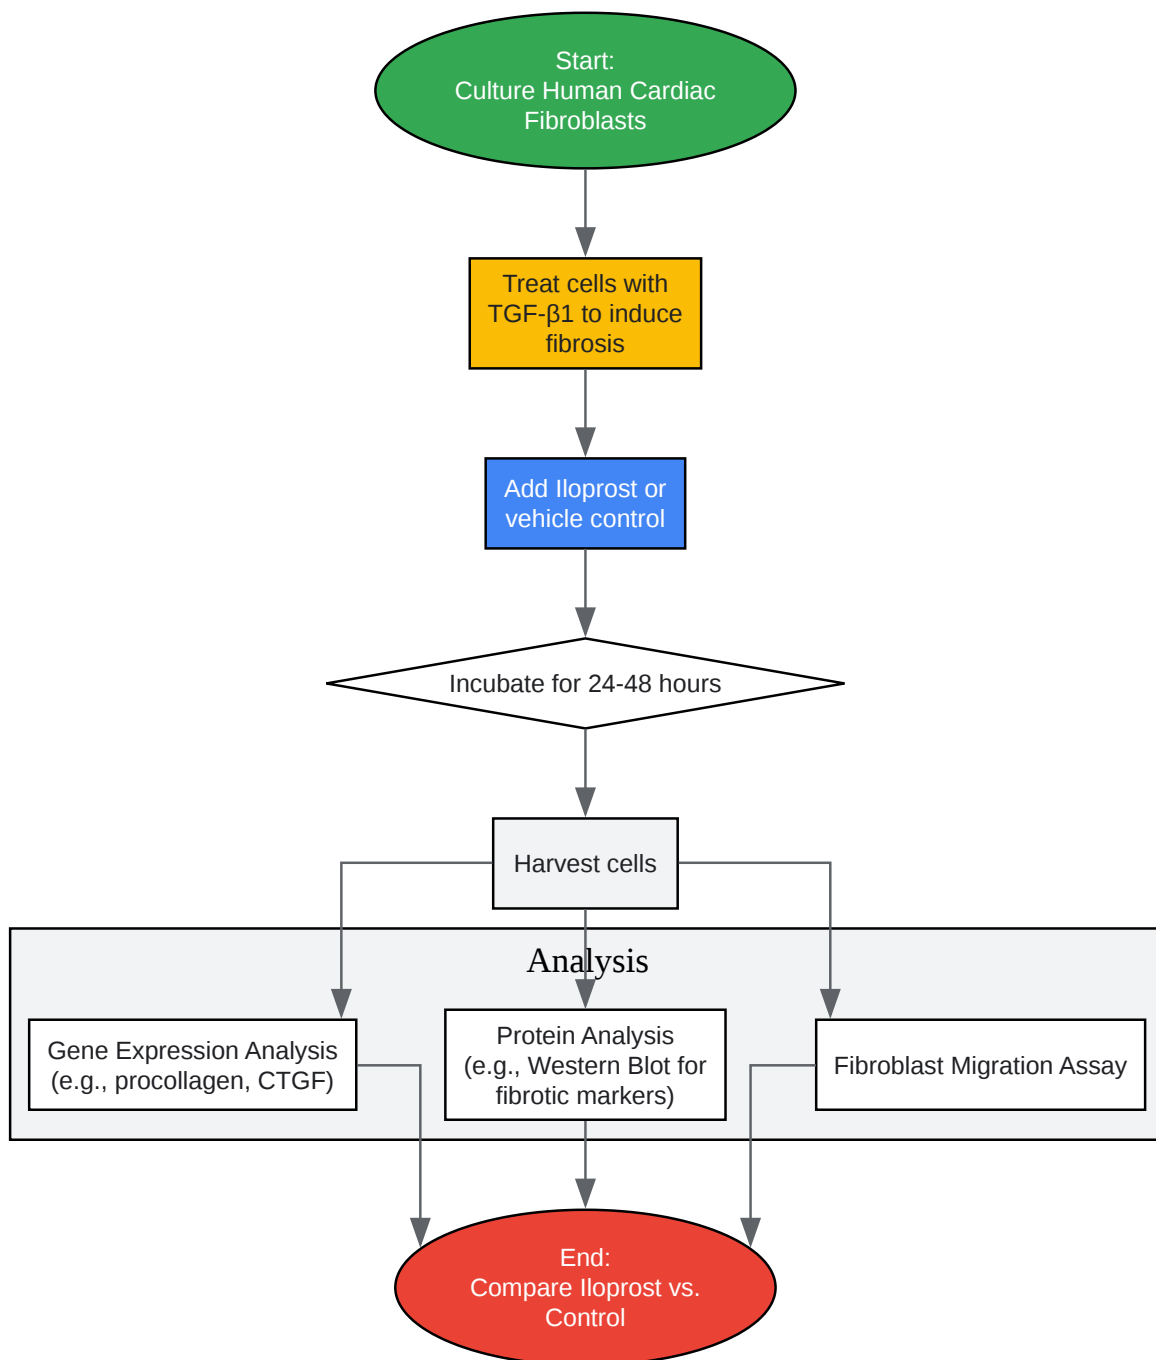 Start:
Culture Human Cardiac
Fibroblasts
Treat cells with
TGF-β1 to induce
fibrosis
Add Iloprost or
vehicle control
Incubate for 24-48 hours
Harvest cells
Analysis
Gene Expression Analysis
(e.g., procollagen, CTGF)
Protein Analysis
(e.g., Western Blot for
fibrotic markers)
Fibroblast Migration Assay
End:
Compare Iloprost vs.
Control